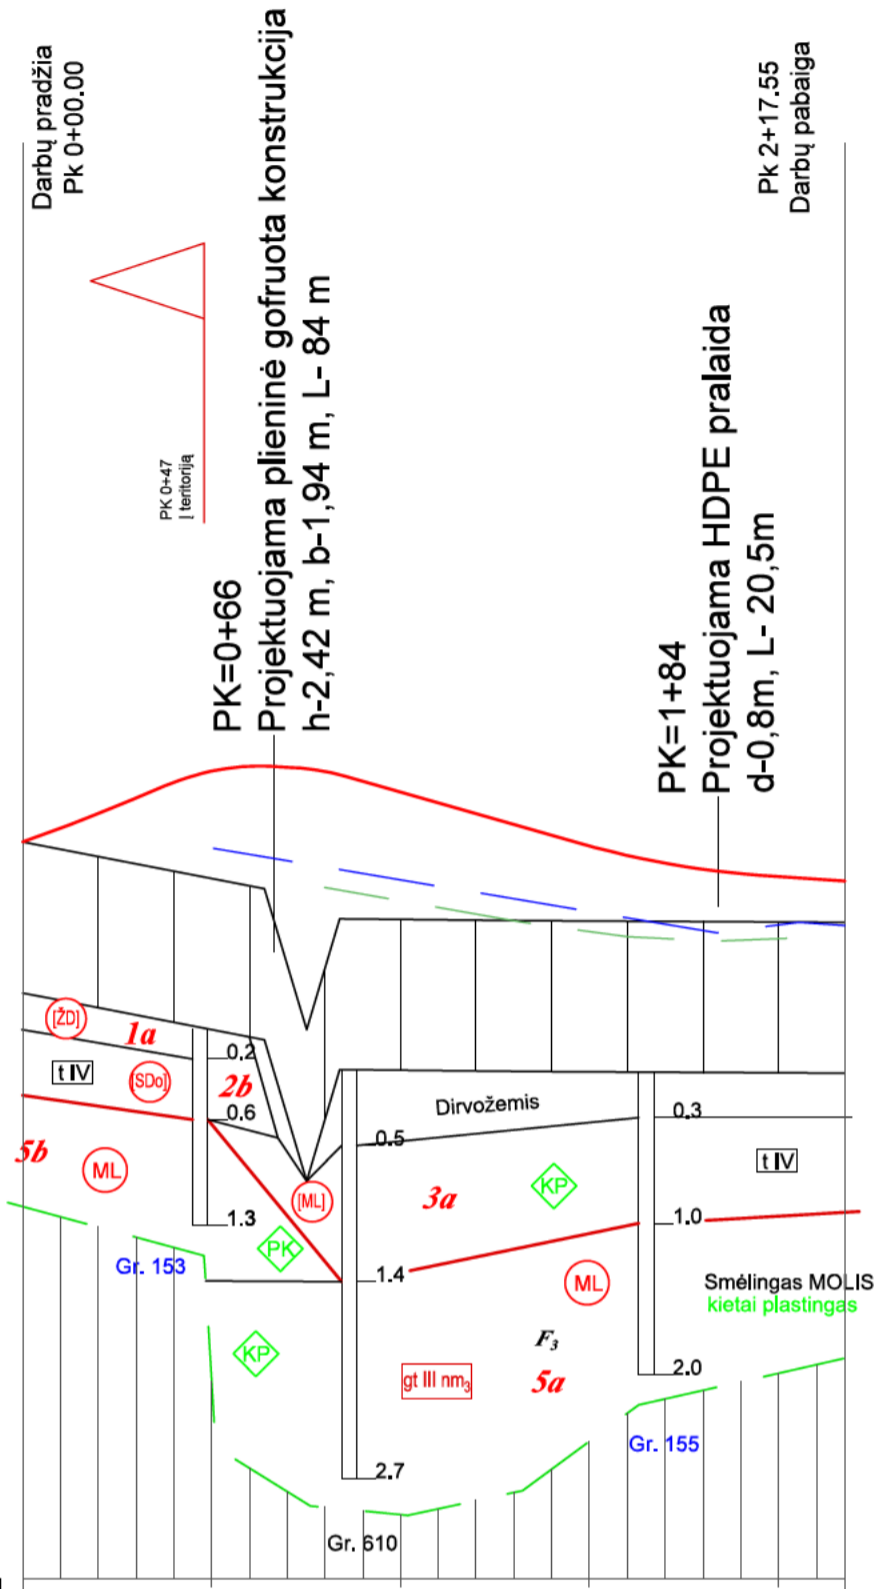 Darbų pradžia
Pk 0+00.00
PK 0+47
Į teritoriją
PK=0+66
Projektuojama plieninė gofruota konstrukcija
h-2,42 m, b-1,94 m, L- 84 m
PK=1+84
Projektuojama HDPE pralaida
d-0,8m, L- 20,5m
Pk 2+17.55
Darbų pabaiga
[ŽD]
1a
0.2
t IV
[SDo]
2b
0.6
5b
ML
1.3
Gr. 153
[ML]
PK
KP
Dirvožemis
0.5
3a
KP
1.4
ML
F₃
gt III nm₃
5a
2.7
Gr. 610
0.3
t IV
1.0
Smėlingas MOLIS
kietai plastingas
2.0
Gr. 155